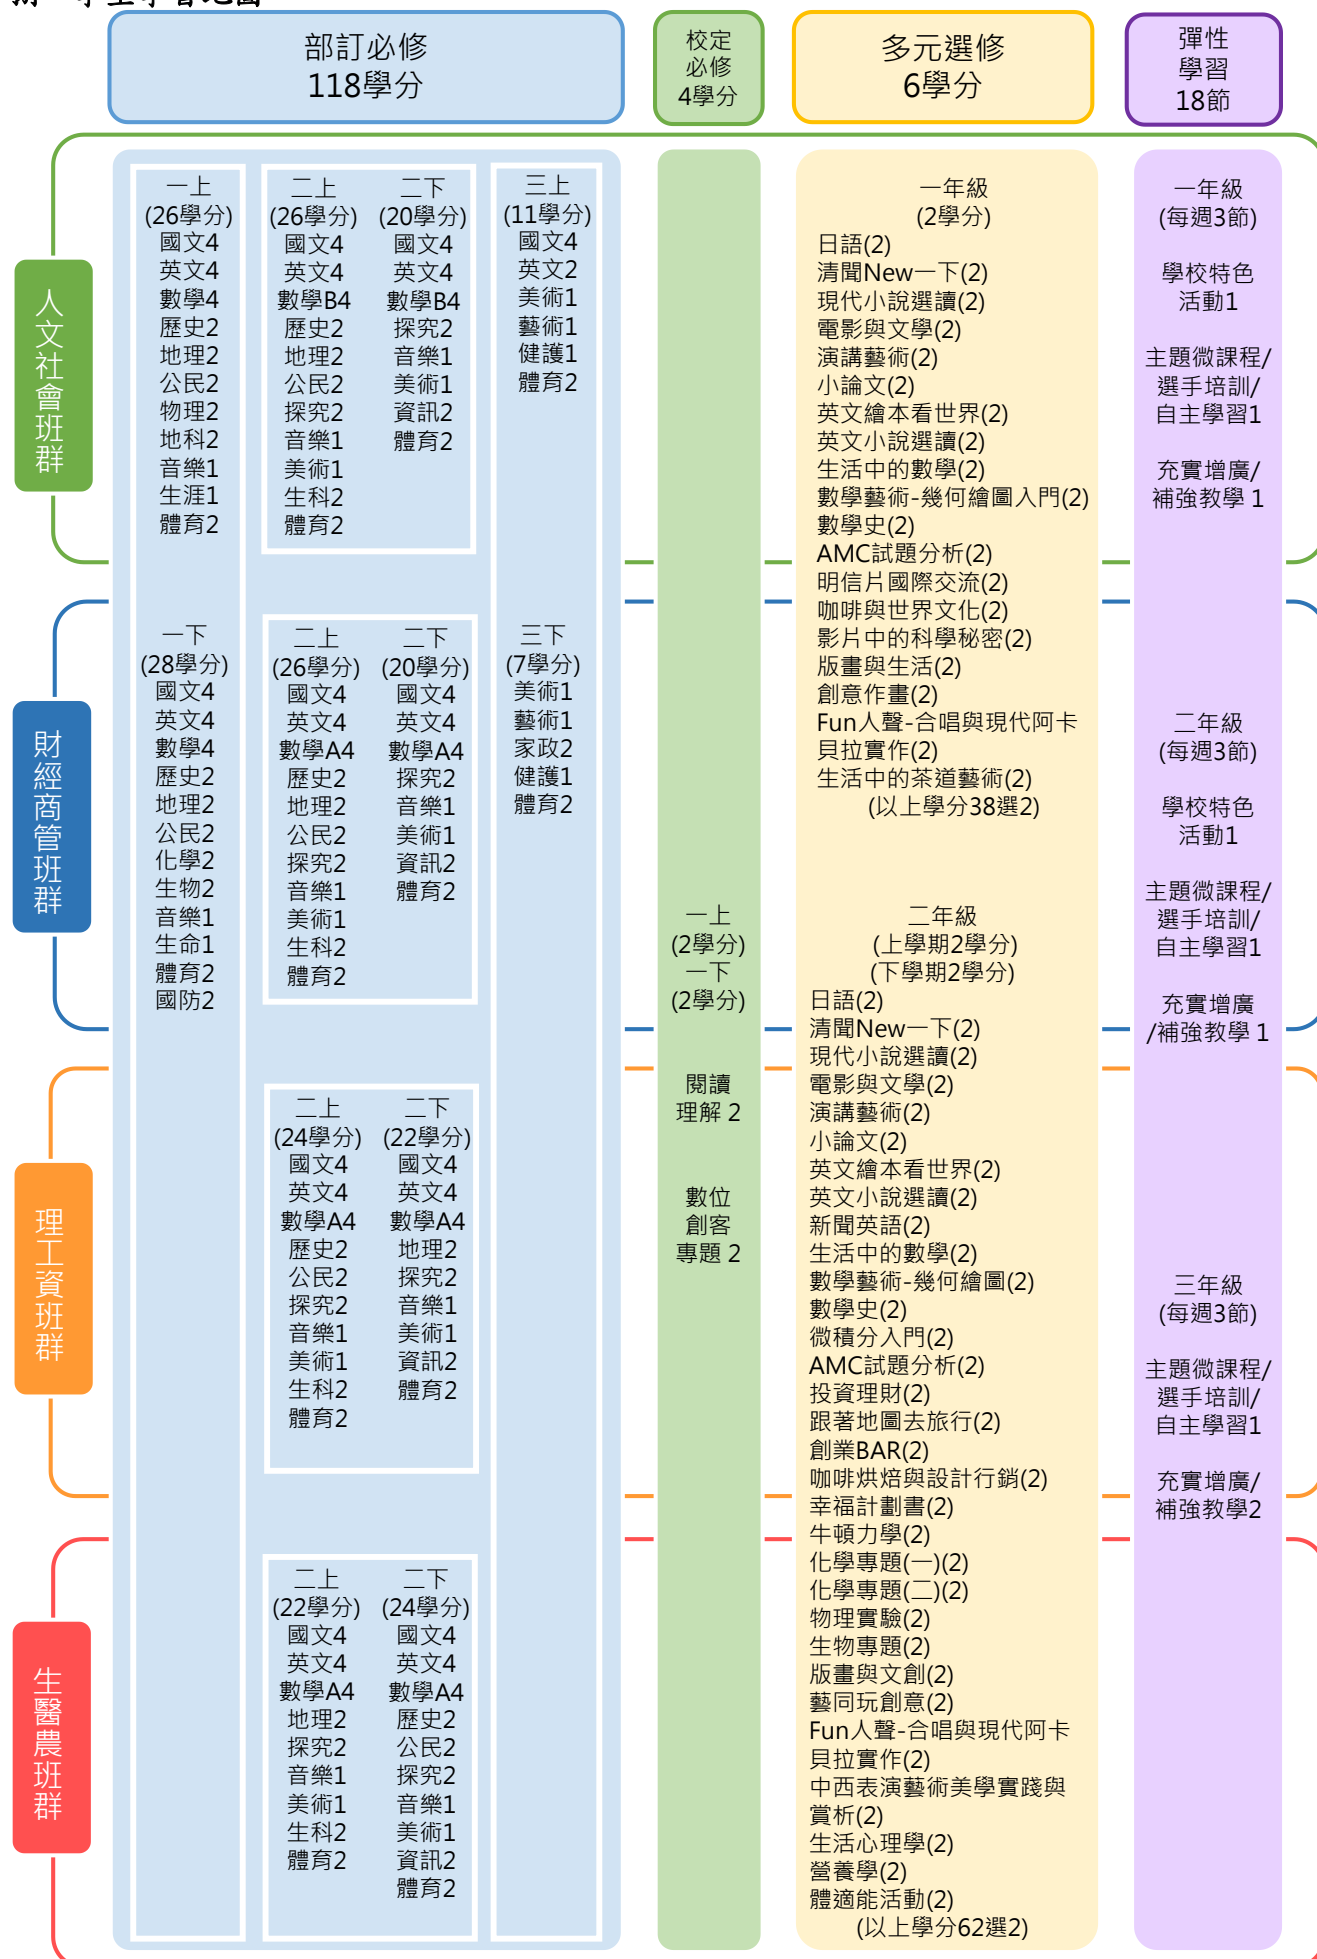 部訂必修
118學分
校定
必修
4學分
多元選修
6學分
彈性
學習
18節
人文社會班群
財經商管班群
理工資班群
生醫農班群
一上
(26學分)
國文4
英文4
數學4
歷史2
地理2
公民2
物理2
地科2
音樂1
生涯1
體育2
一下
(28學分)
國文4
英文4
數學4
歷史2
地理2
公民2
化學2
生物2
音樂1
生命1
體育2
國防2
二上
(26學分)
國文4
英文4
數學B4
歷史2
地理2
公民2
探究2
音樂1
美術1
生科2
體育2
二下
(20學分)
國文4
英文4
數學B4
探究2
音樂1
美術1
資訊2
體育2
二上
(26學分)
國文4
英文4
數學A4
歷史2
地理2
公民2
探究2
音樂1
美術1
生科2
體育2
二下
(20學分)
國文4
英文4
數學A4
探究2
音樂1
美術1
資訊2
體育2
二上
(24學分)
國文4
英文4
數學A4
歷史2
公民2
探究2
音樂1
美術1
生科2
體育2
二下
(22學分)
國文4
英文4
數學A4
地理2
探究2
音樂1
美術1
資訊2
體育2
二上
(22學分)
國文4
英文4
數學A4
地理2
探究2
音樂1
美術1
生科2
體育2
二下
(24學分)
國文4
英文4
數學A4
歷史2
公民2
探究2
音樂1
美術1
資訊2
體育2
三上
(11學分)
國文4
英文2
美術1
藝術1
健護1
體育2
三下
(7學分)
美術1
藝術1
家政2
健護1
體育2
一上
(2學分)
一下
(2學分)
閱讀
理解 2
數位
創客
專題 2
一年級
(2學分)
日語(2)
清聞New一下(2)
現代小說選讀(2)
電影與文學(2)
演講藝術(2)
小論文(2)
英文繪本看世界(2)
英文小說選讀(2)
生活中的數學(2)
數學藝術-幾何繪圖入門(2)
數學史(2)
AMC試題分析(2)
明信片國際交流(2)
咖啡與世界文化(2)
影片中的科學秘密(2)
版畫與生活(2)
創意作畫(2)
Fun人聲-合唱與現代阿卡
貝拉實作(2)
生活中的茶道藝術(2)
(以上學分38選2)
二年級
(上學期2學分)
(下學期2學分)
日語(2)
清聞New一下(2)
現代小說選讀(2)
電影與文學(2)
演講藝術(2)
小論文(2)
英文繪本看世界(2)
英文小說選讀(2)
新聞英語(2)
生活中的數學(2)
數學藝術-幾何繪圖(2)
數學史(2)
微積分入門(2)
AMC試題分析(2)
投資理財(2)
跟著地圖去旅行(2)
創業BAR(2)
咖啡烘焙與設計行銷(2)
幸福計劃書(2)
牛頓力學(2)
化學專題(一)(2)
化學專題(二)(2)
物理實驗(2)
生物專題(2)
版畫與文創(2)
藝同玩創意(2)
Fun人聲-合唱與現代阿卡
貝拉實作(2)
中西表演藝術美學實踐與
賞析(2)
生活心理學(2)
營養學(2)
體適能活動(2)
(以上學分62選2)
一年級
(每週3節)
學校特色
活動1
主題微課程/
選手培訓/
自主學習1
充實增廣/
補強教學 1
二年級
(每週3節)
學校特色
活動1
主題微課程/
選手培訓/
自主學習1
充實增廣
/補強教學 1
三年級
(每週3節)
主題微課程/
選手培訓/
自主學習1
充實增廣/
補強教學2